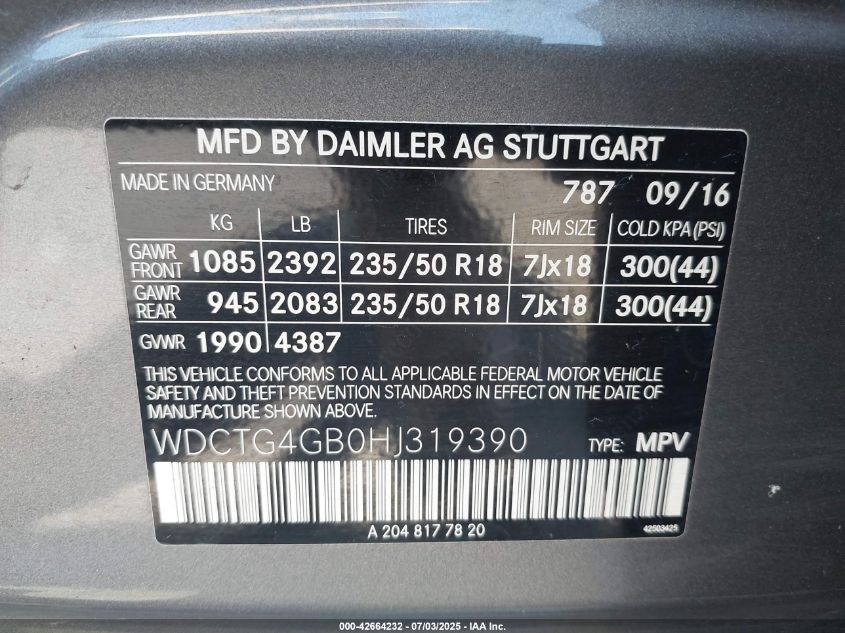 MFD BY DAIMLER AG STUTTGART
MADE IN GERMANY 787 09/16
KG LB TIRES RIM SIZE COLD KPA(PSI)
GAWR FRONT 1085 2392 235/50 R18 7Jx18 300(44)
GAWR REAR 945 2083 235/50 R18 7Jx18 300(44)
GVWR 1990 4387
THIS VEHICLE CONFORMS TO ALL APPLICABLE FEDERAL MOTOR VEHICLE
SAFETY AND THEFT PREVENTION STANDARDS IN EFFECT ON THE DATE OF
MANUFACTURE SHOWN ABOVE.
WDCTG4GB0HJ319390 TYPE: MPV
A 204 817 78 20 42503425
000-42664232 - 07/03/2025 - IAA Inc.